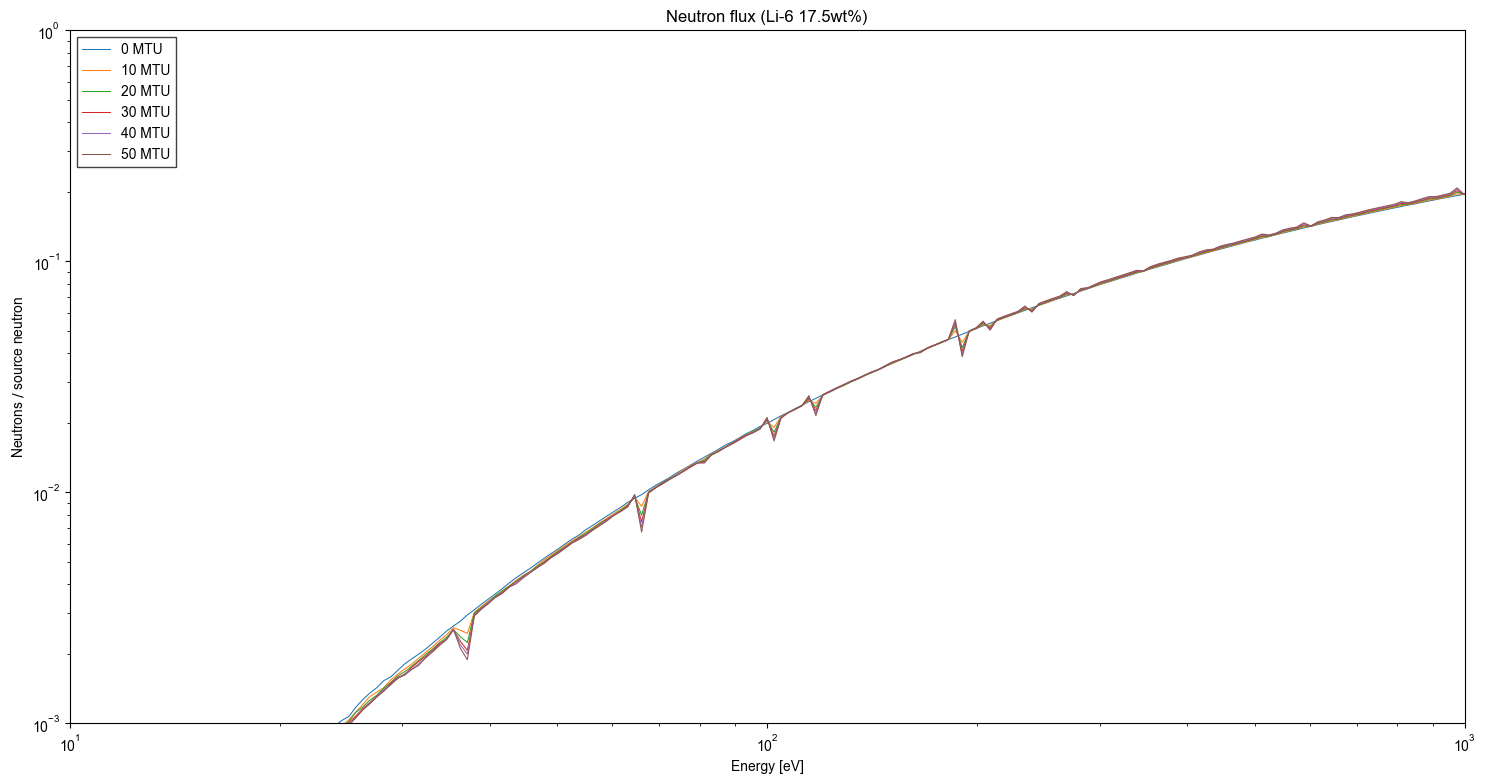 Neutron flux (Li-6 17.5wt%)
10⁰
0 MTU
10 MTU
20 MTU
30 MTU
40 MTU
50 MTU
10⁻¹
Neutrons / source neutron
10⁻²
10⁻³
10¹
10²
10³
Energy [eV]